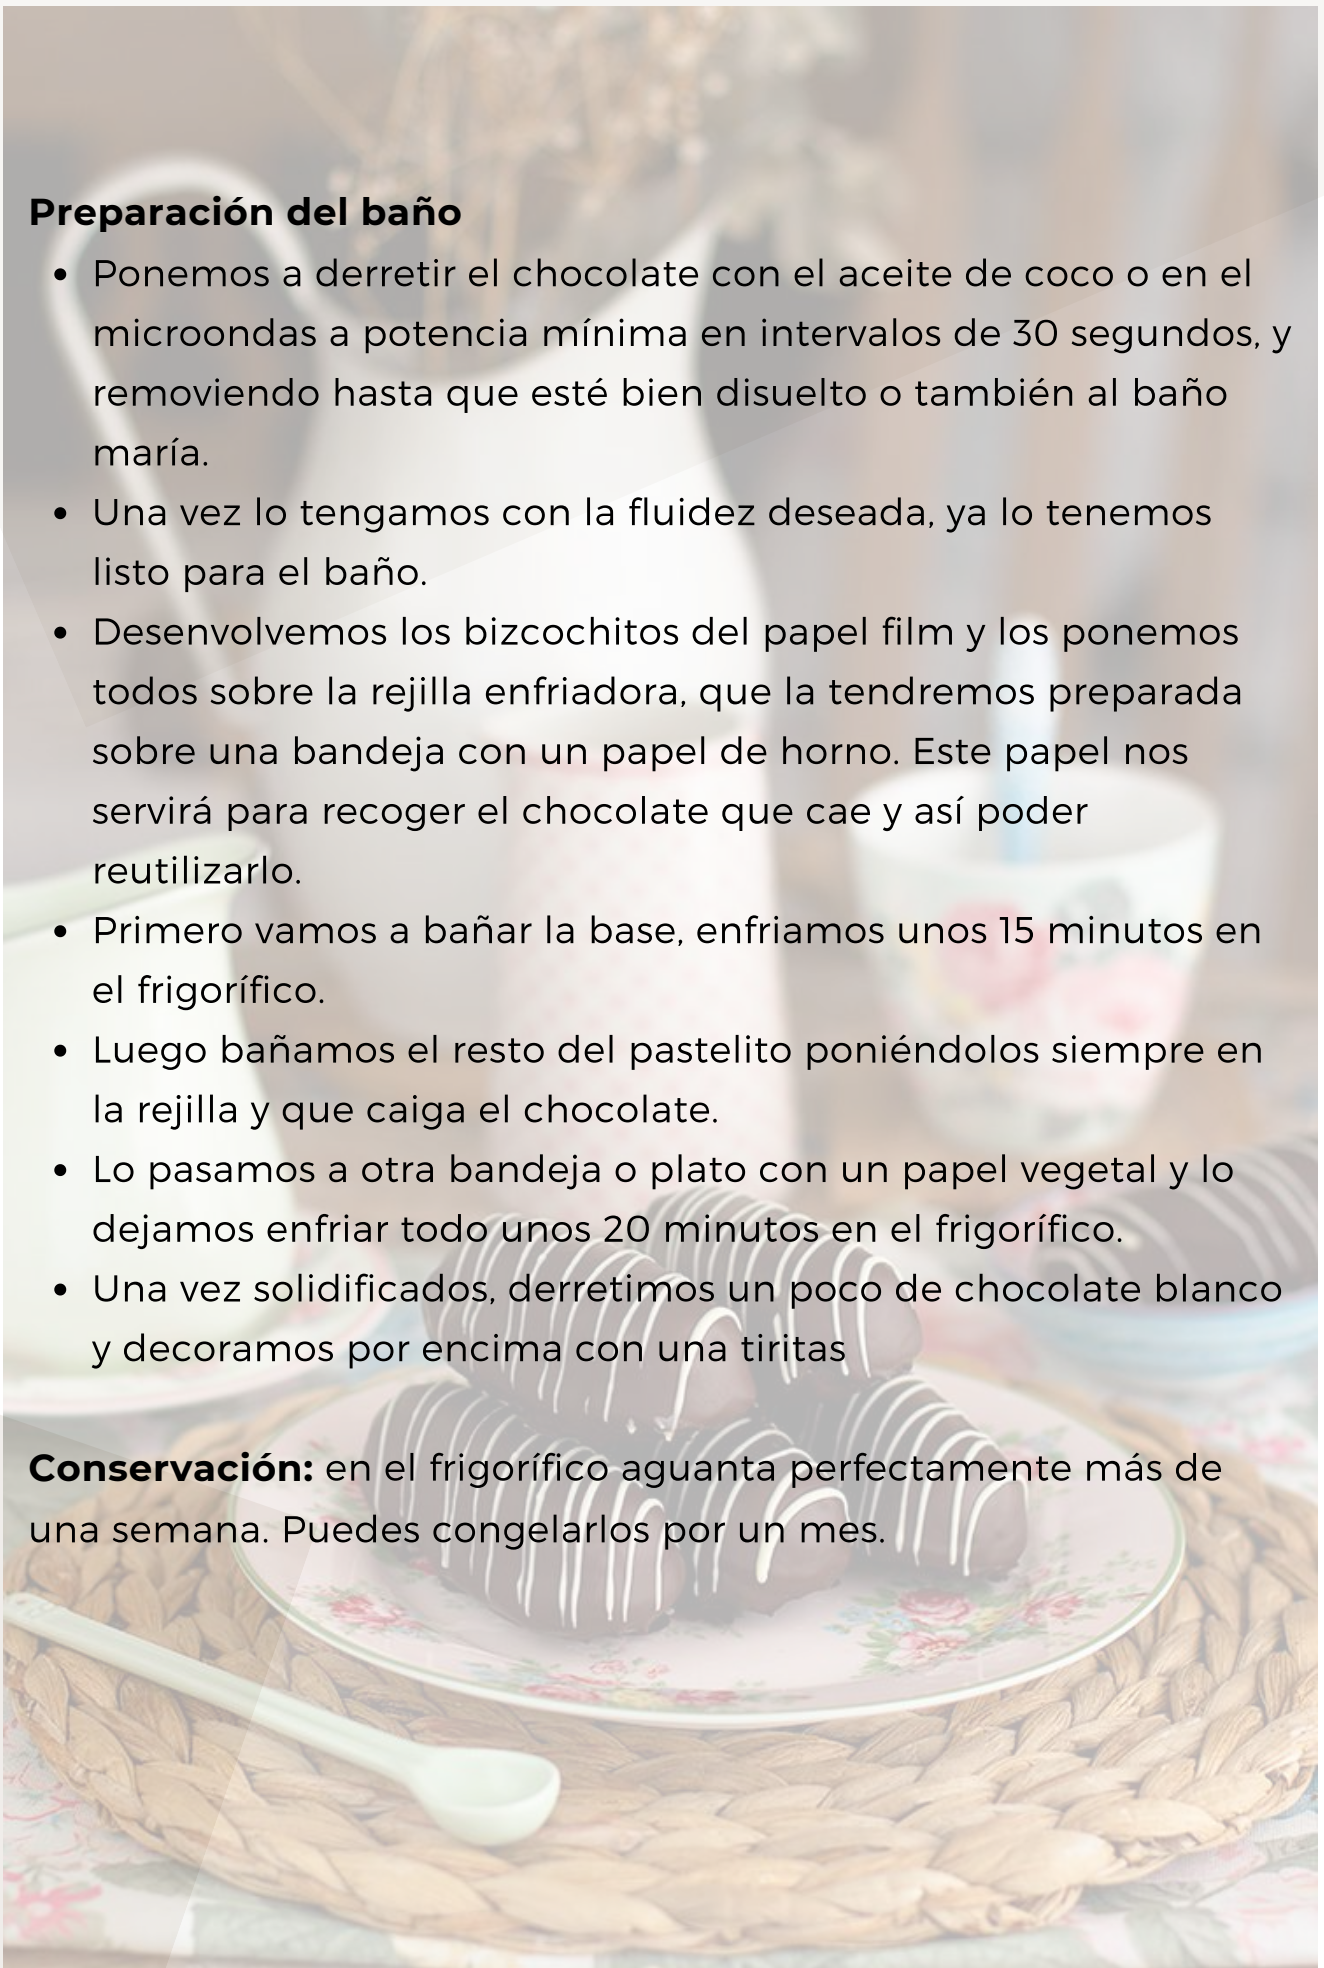 Preparación del baño
• Ponemos a derretir el chocolate con el aceite de coco o en el
microondas a potencia mínima en intervalos de 30 segundos, y
removiendo hasta que esté bien disuelto o también al baño
maría.
• Una vez lo tengamos con la fluidez deseada, ya lo tenemos
listo para el baño.
• Desenvolvemos los bizcochitos del papel film y los ponemos
todos sobre la rejilla enfriadora, que la tendremos preparada
sobre una bandeja con un papel de horno. Este papel nos
servirá para recoger el chocolate que cae y así poder
reutilizarlo.
• Primero vamos a bañar la base, enfriamos unos 15 minutos en
el frigorífico.
• Luego bañamos el resto del pastelito poniéndolos siempre en
la rejilla y que caiga el chocolate.
• Lo pasamos a otra bandeja o plato con un papel vegetal y lo
dejamos enfriar todo unos 20 minutos en el frigorífico.
• Una vez solidificados, derretimos un poco de chocolate blanco
y decoramos por encima con una tiritas
Conservación: en el frigorífico aguanta perfectamente más de
una semana. Puedes congelarlos por un mes.